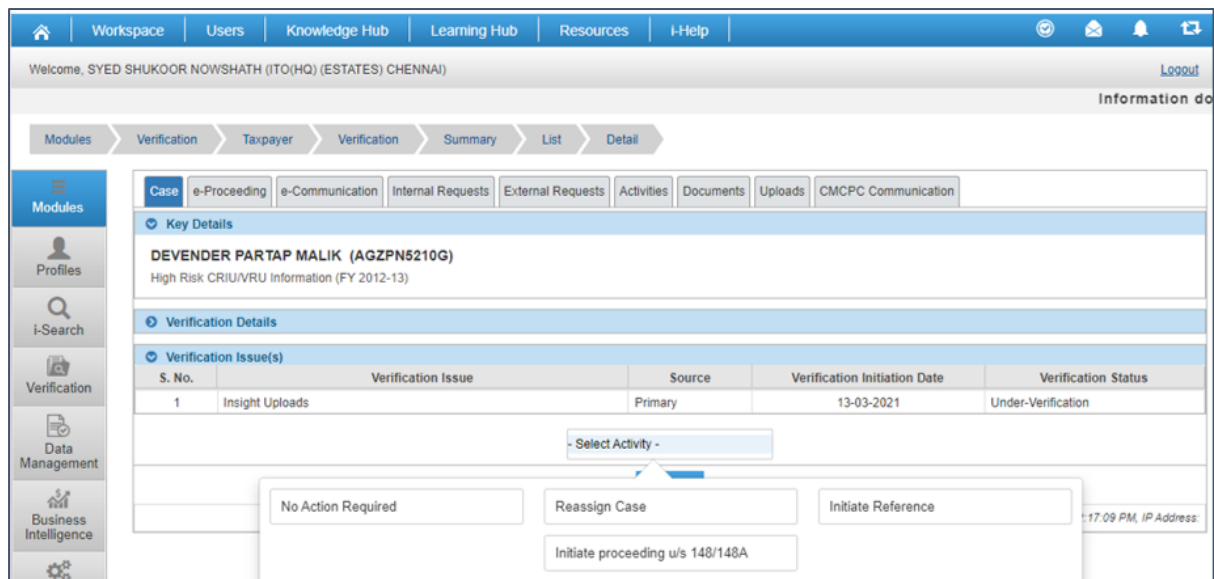 Workspace Users Knowledge Hub Learning Hub Resources i-Help
Welcome, SYED SHUKOOR NOWSHATH (ITO(HQ) (ESTATES) CHENNAI) Logout
Information do
Modules Verification Taxpayer Verification Summary List Detail
Modules
Profiles
i-Search
Verification
Data
Management
Business
Intelligence
Case e-Proceeding e-Communication Internal Requests External Requests Activities Documents Uploads CMCPC Communication
Key Details
DEVENDER PARTAP MALIK (AGZPN5210G)
High Risk CRIU/VRU Information (FY 2012-13)
Verification Details
Verification Issue(s)
S. No. Verification Issue Source Verification Initiation Date Verification Status
1 Insight Uploads Primary 13-03-2021 Under-Verification
- Select Activity -
No Action Required Reassign Case Initiate Reference
:17:09 PM, IP Address:
Initiate proceeding u/s 148/148A